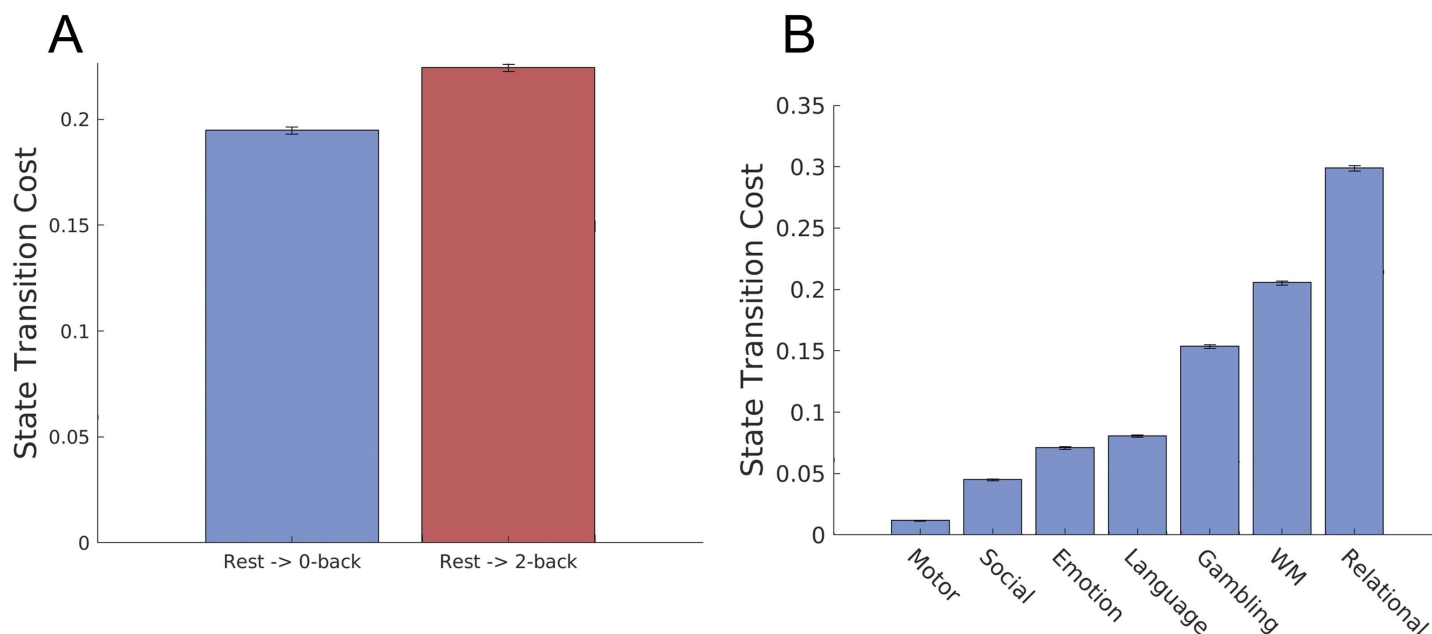 A
State Transition Cost
0.2
0.15
0.1
0.05
0
Rest -> 0-back
Rest -> 2-back
B
State Transition Cost
0.35
0.3
0.25
0.2
0.15
0.1
0.05
0
Motor
Social
Emotion
Language
Gambling
WM
Relational